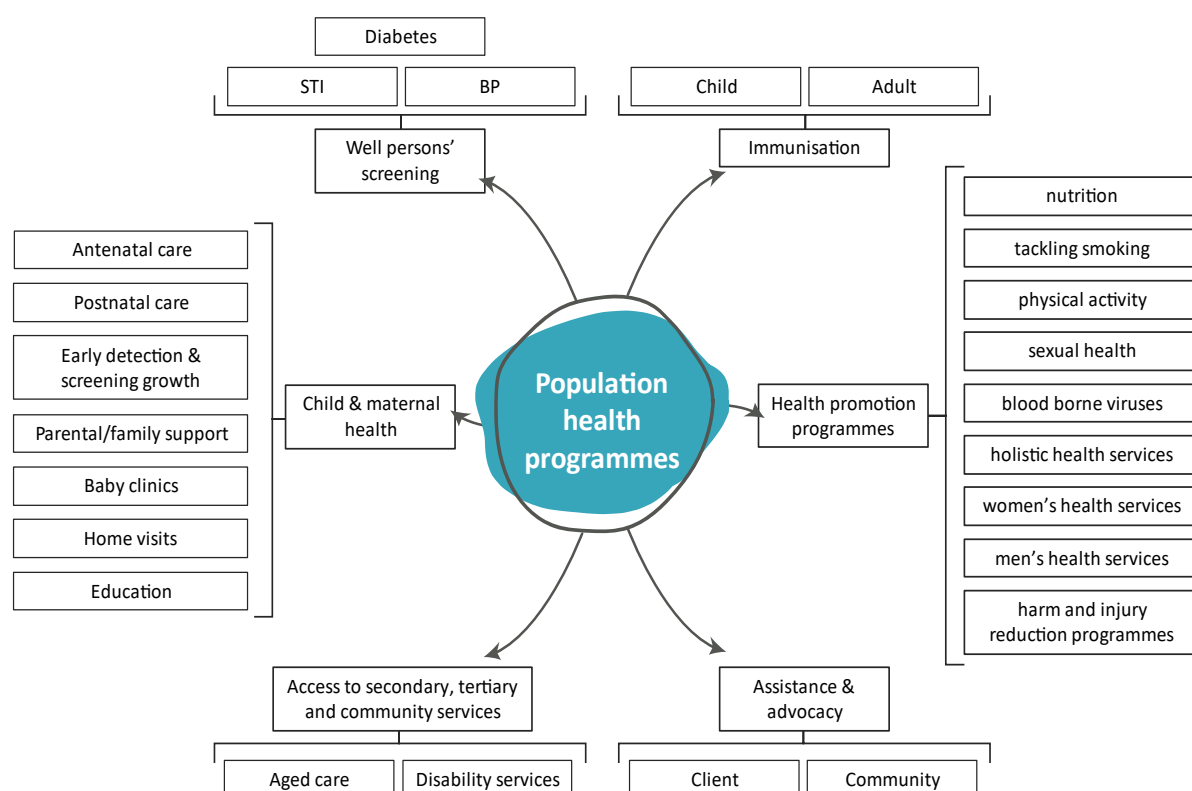 Diabetes
STI
BP
Well persons’
screening
Child
Adult
Immunisation
Antenatal care
Postnatal care
Early detection &
screening growth
Parental/family support
Baby clinics
Home visits
Education
Child & maternal
health
Population
health
programmes
Health promotion
programmes
nutrition
tackling smoking
physical activity
sexual health
blood borne viruses
holistic health services
women’s health services
men’s health services
harm and injury
reduction programmes
Access to secondary, tertiary
and community services
Aged care
Disability services
Assistance &
advocacy
Client
Community